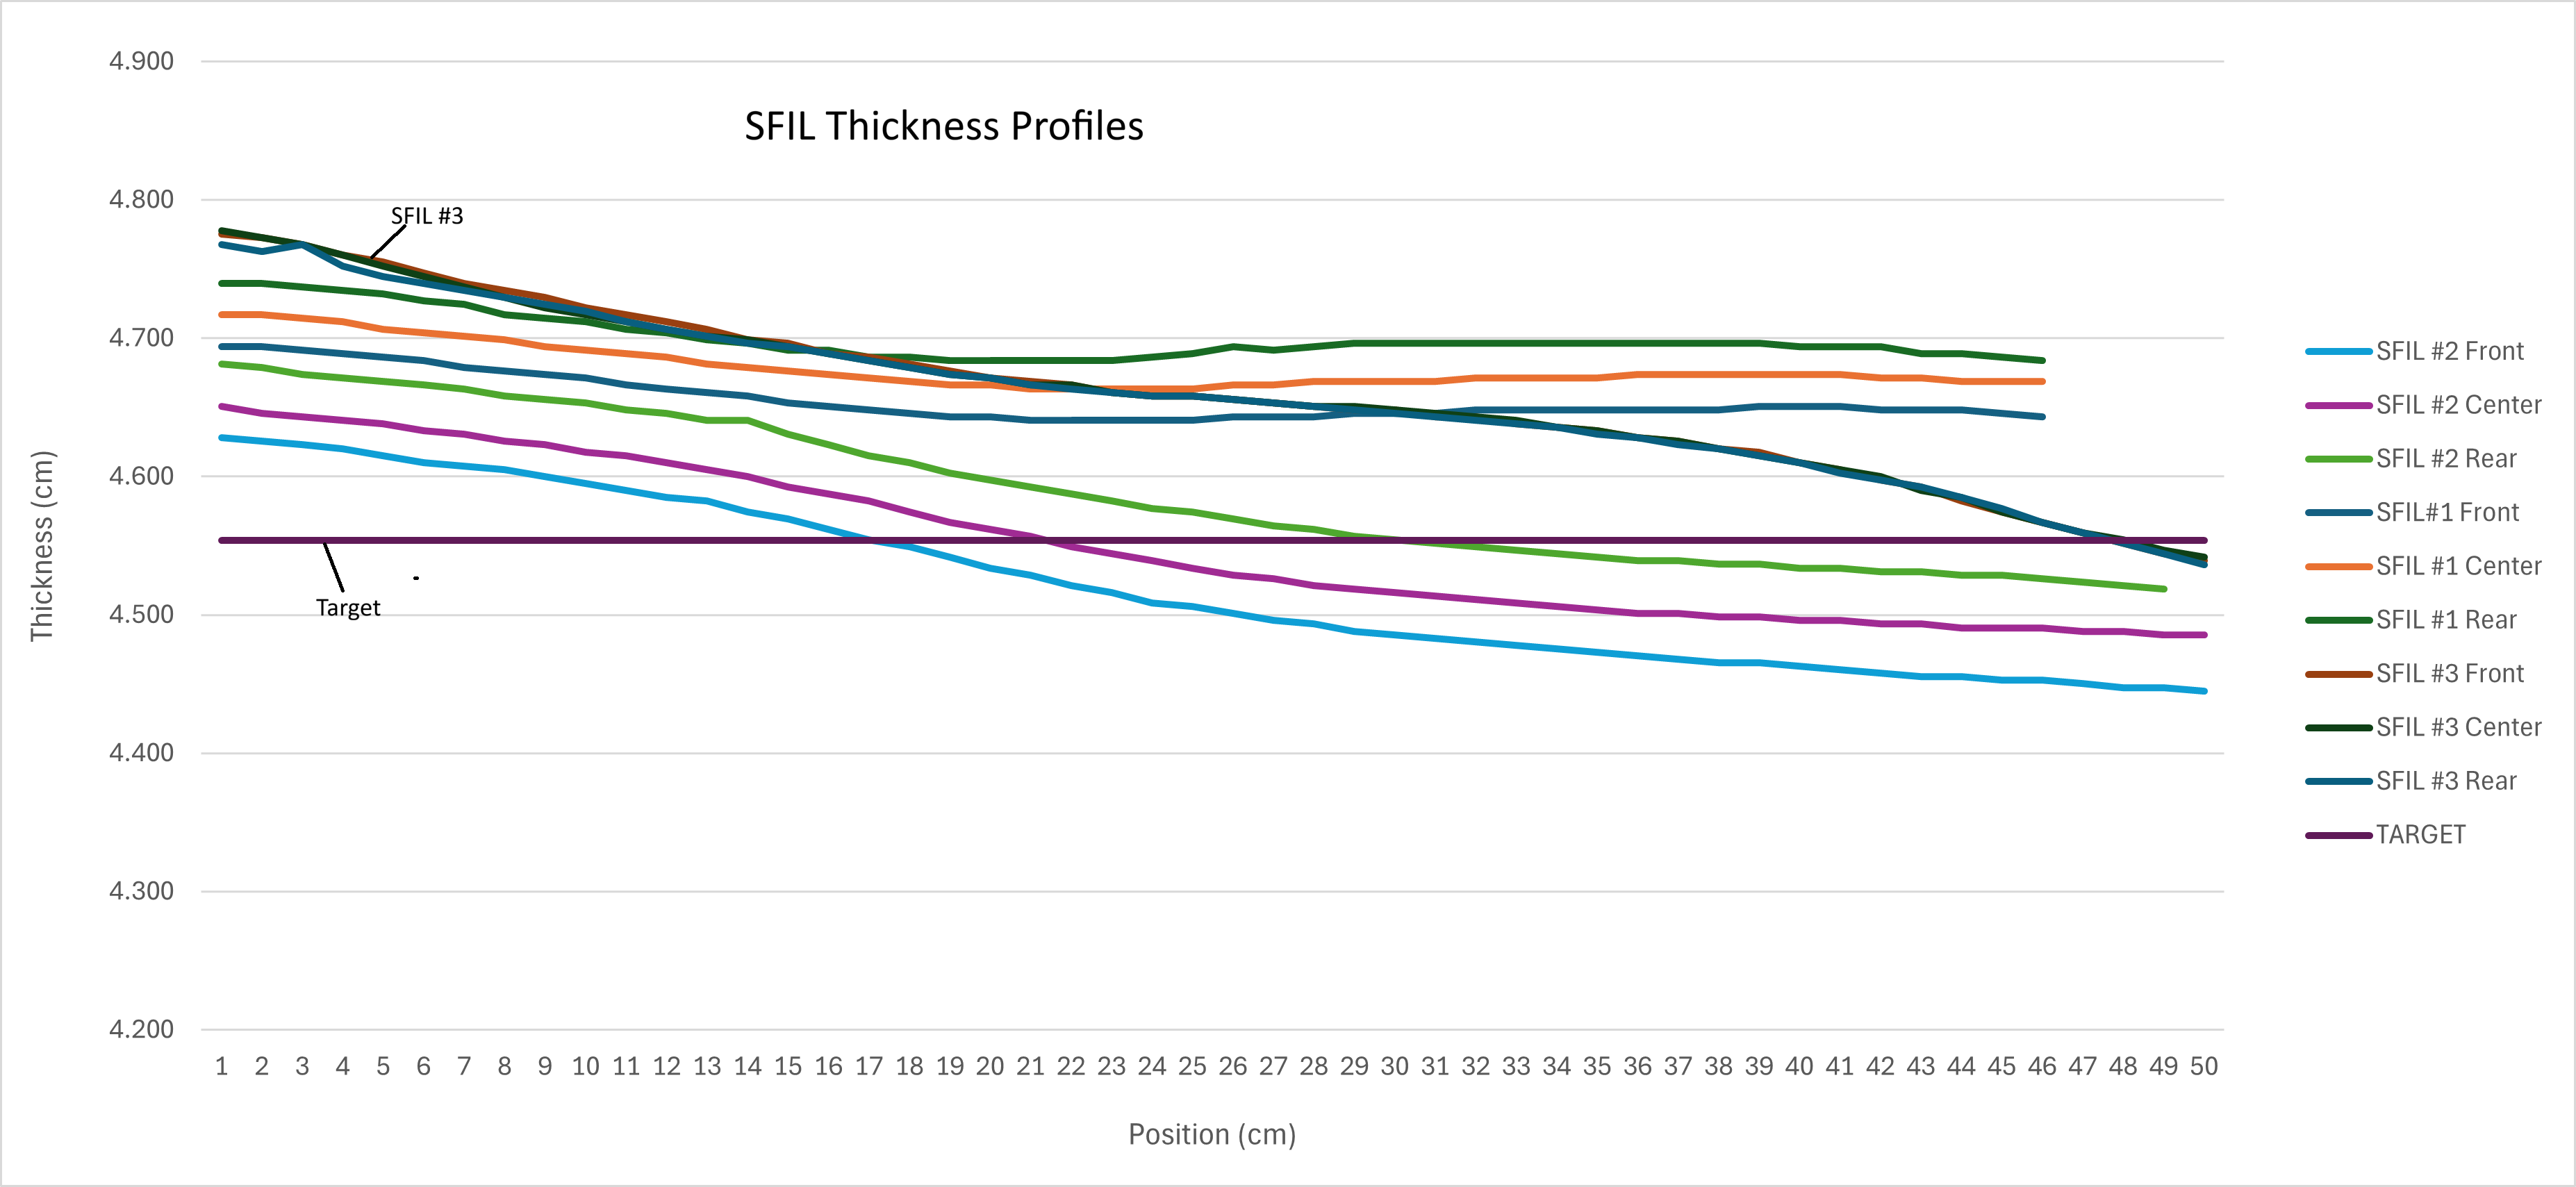 SFIL Thickness Profiles
4.900
4.800
4.700
4.600
4.500
4.400
4.300
4.200
Thickness (cm)
SFIL #3
Target
-
1 2 3 4 5 6 7 8 9 10 11 12 13 14 15 16 17 18 19 20 21 22 23 24 25 26 27 28 29 30 31 32 33 34 35 36 37 38 39 40 41 42 43 44 45 46 47 48 49 50
Position (cm)
SFIL #2 Front
SFIL #2 Center
SFIL #2 Rear
SFIL#1 Front
SFIL #1 Center
SFIL #1 Rear
SFIL #3 Front
SFIL #3 Center
SFIL #3 Rear
TARGET